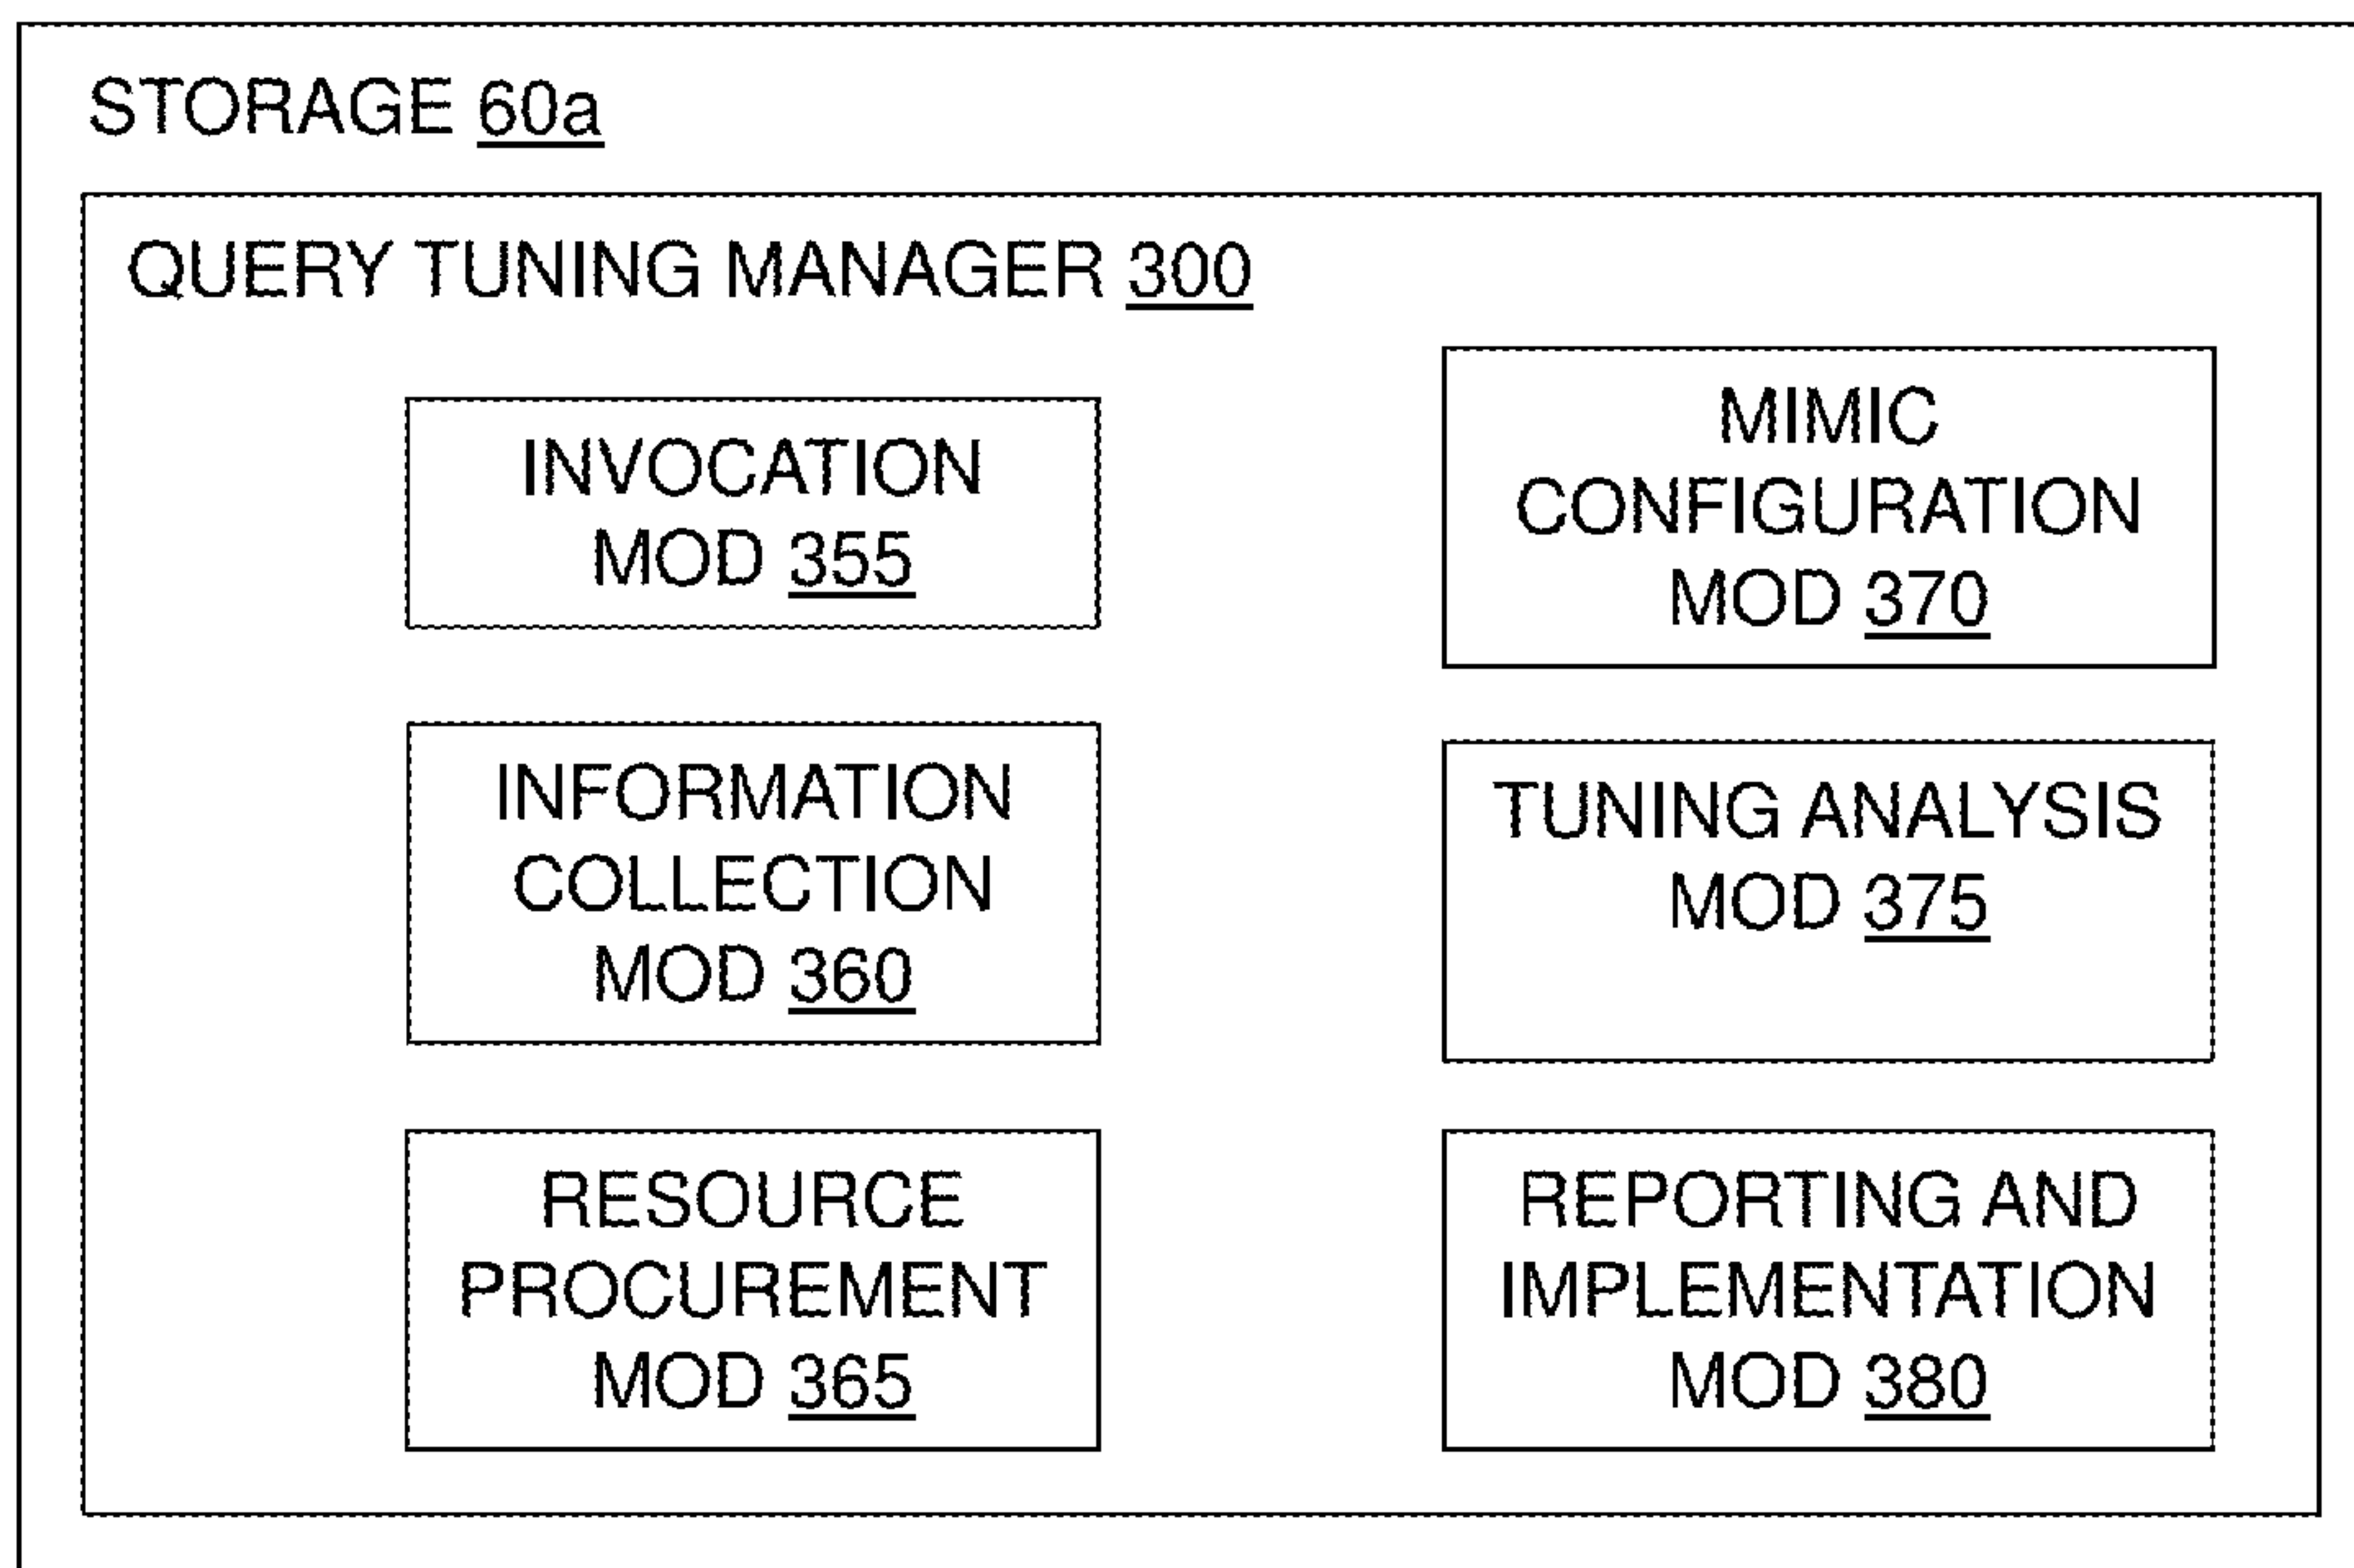 STORAGE 60a
QUERY TUNING MANAGER 300
INVOCATION
MOD 355
INFORMATION
COLLECTION
MOD 360
RESOURCE
PROCUREMENT
MOD 365
MIMIC
CONFIGURATION
MOD 370
TUNING ANALYSIS
MOD 375
REPORTING AND
IMPLEMENTATION
MOD 380